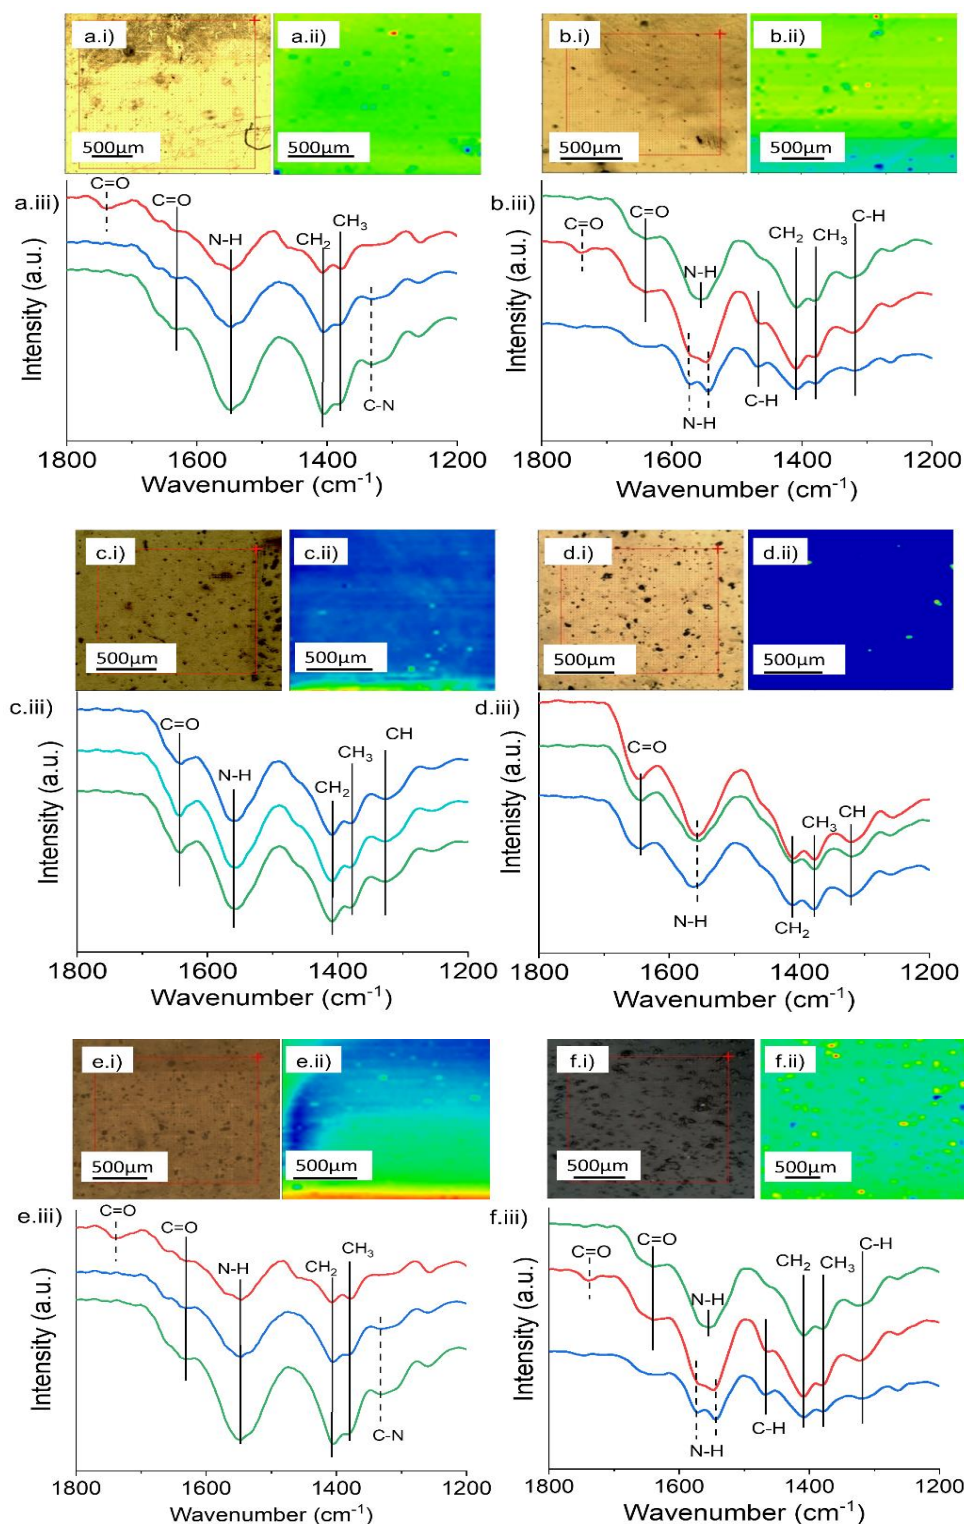 a.i)
a.ii)
b.i)
b.ii)
500µm
500µm
500µm
500µm
a.iii)
C=O
C=O
N-H
CH2
CH3
C-N
Intensity (a.u.)
1800 1600 1400 1200
Wavenumber (cm-1)
b.iii)
C=O
C=O
N-H
CH2
CH3
C-H
C-H
N-H
Intensity (a.u.)
1800 1600 1400 1200
Wavenumber (cm-1)
c.i)
c.ii)
d.i)
d.ii)
500µm
500µm
500µm
500µm
c.iii)
C=O
N-H
CH2
CH3
CH
Intensity (a.u.)
1800 1600 1400 1200
Wavenumber (cm-1)
d.iii)
C=O
N-H
CH2
CH3
CH
Intenisty (a.u.)
1800 1600 1400 1200
Wavenumber (cm-1)
e.i)
e.ii)
f.i)
f.ii)
500µm
500µm
500µm
500µm
e.iii)
C=O
C=O
N-H
CH2
CH3
C-N
Intensity (a.u.)
1800 1600 1400 1200
Wavenumber (cm-1)
f.iii)
C=O
C=O
N-H
CH2
CH3
C-H
C-H
N-H
Intensity (a.u.)
1800 1600 1400 1200
Wavenumber (cm-1)